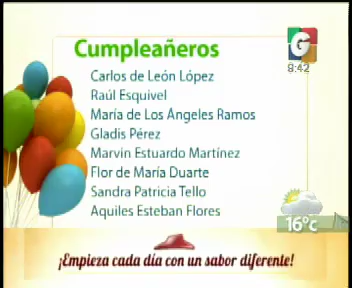 Cumpleañeros
G
8:42
Carlos de León López
Raúl Esquivel
María de Los Ángeles Ramos
Gladis Pérez
Marvin Estuardo Martínez
Flor de María Duarte
Sandra Patricia Tello
Aquiles Esteban Flores
16°c
¡Empieza cada día con un sabor diferente!